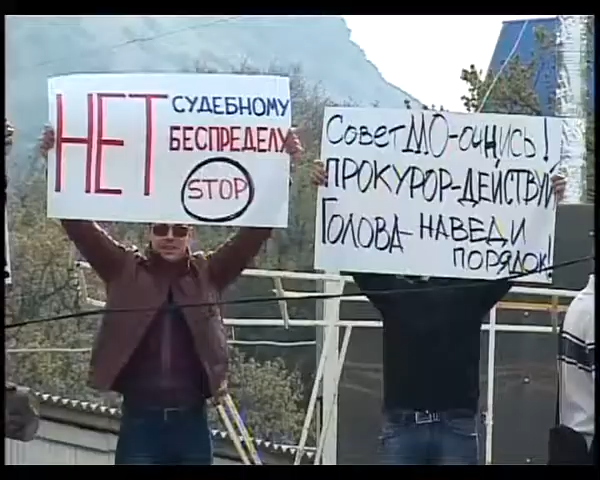 НЕТ СУДЕБНОМУ
БЕСПРЕДЕЛУ
STOP
Совет МО-очнись!
ПРОКУРОР-ДЕЙСТВУЙ
ГОЛОВА-НАВЕДИ
ПОРЯДОК!